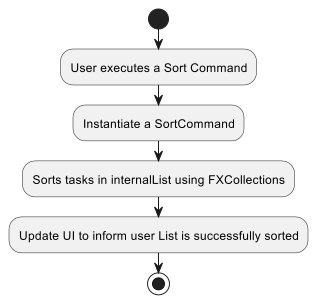 User executes a Sort Command
Instantiate a SortCommand
Sorts tasks in internalList using FXCollections
Update UI to inform user List is successfully sorted